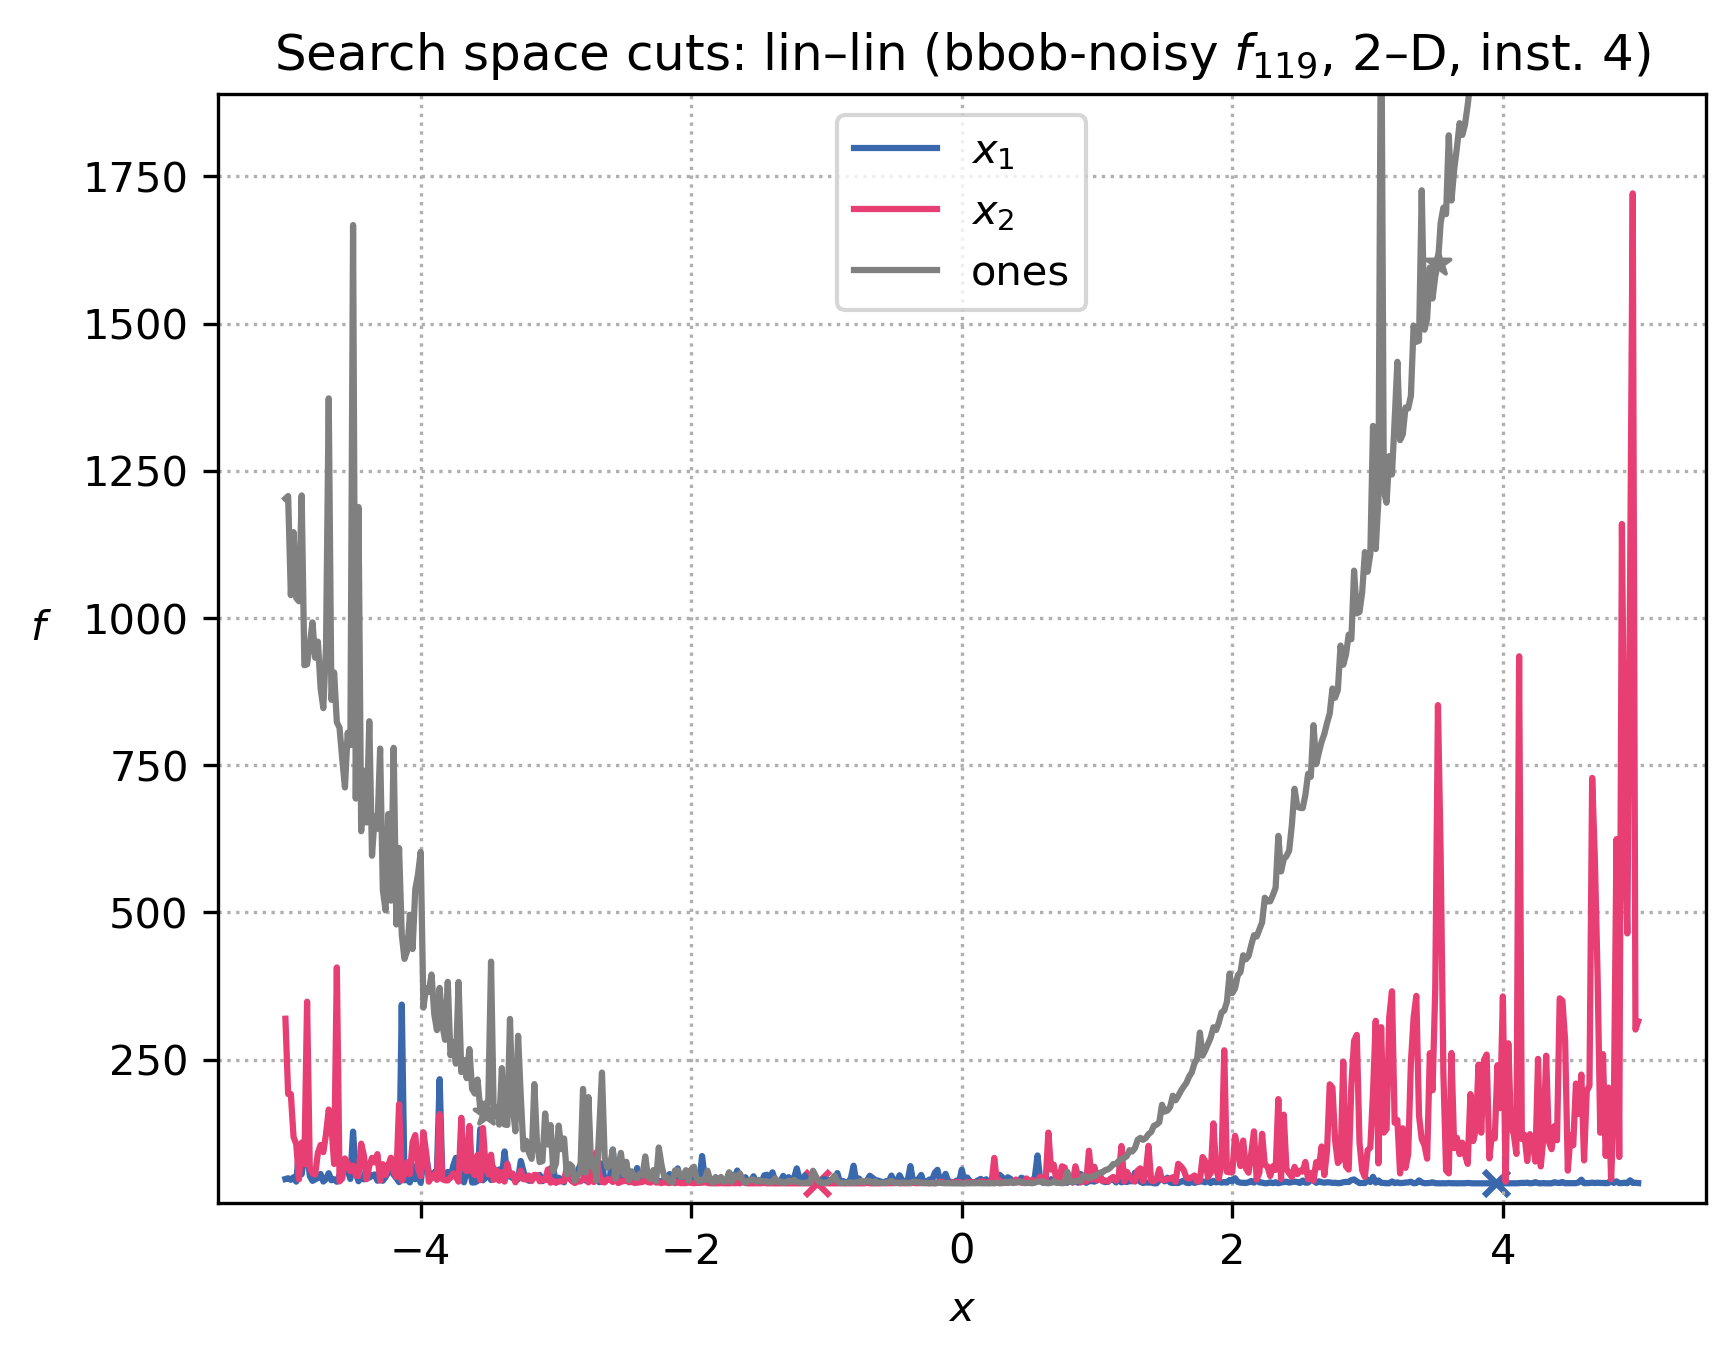 Search space cuts: lin–lin (bbob-noisy f₁₁₉, 2–D, inst. 4)
x₁
x₂
ones
1750
1500
1250
1000
750
500
250
f
−4 −2 0 2 4
x